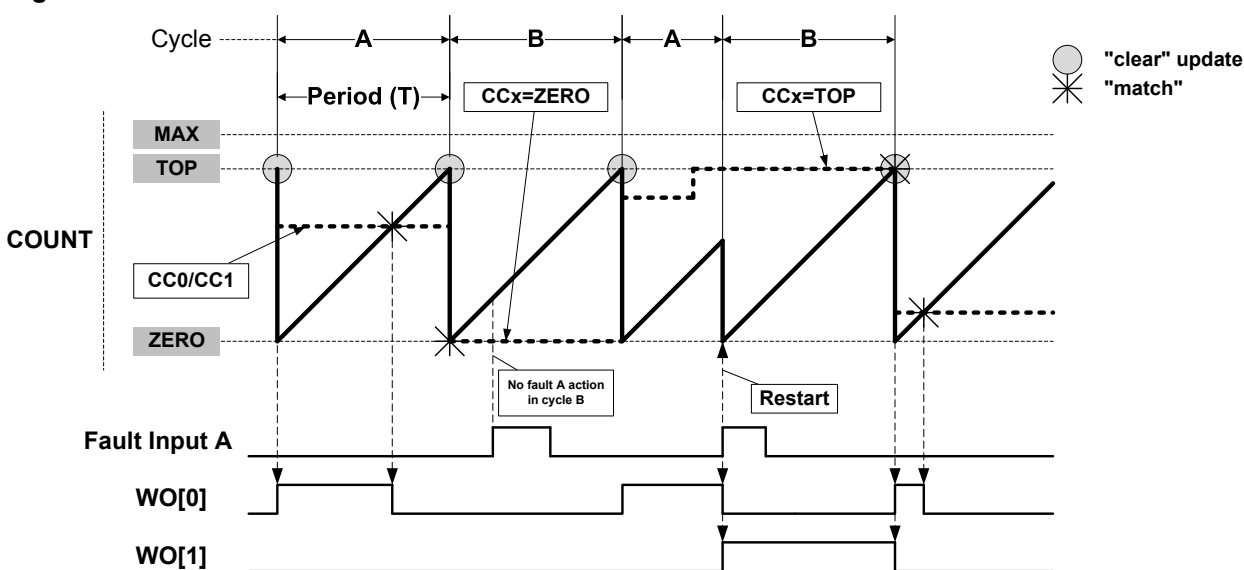 Cycle
A
B
A
B
"clear" update
"match"
Period (T)
CCx=ZERO
CCx=TOP
MAX
TOP
COUNT
CC0/CC1
ZERO
No fault A action
in cycle B
Restart
Fault Input A
WO[0]
WO[1]